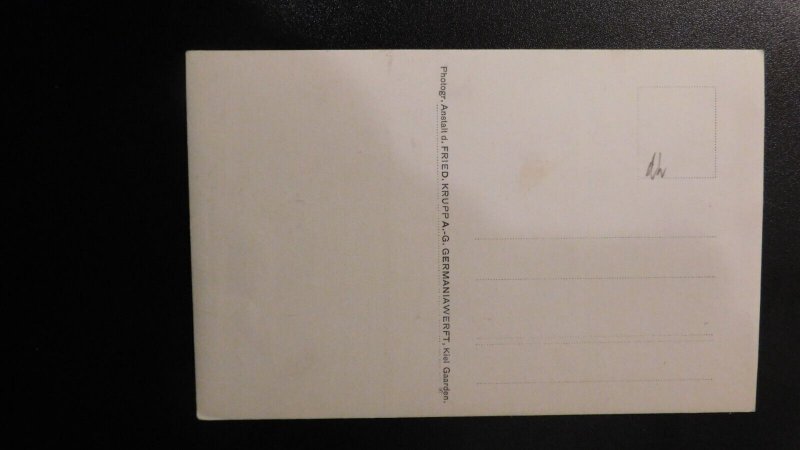 Photogr. Anstalt d. FRIED. KRUPP A.-G. GERMANIAWERFT, Kiel Gaarden.